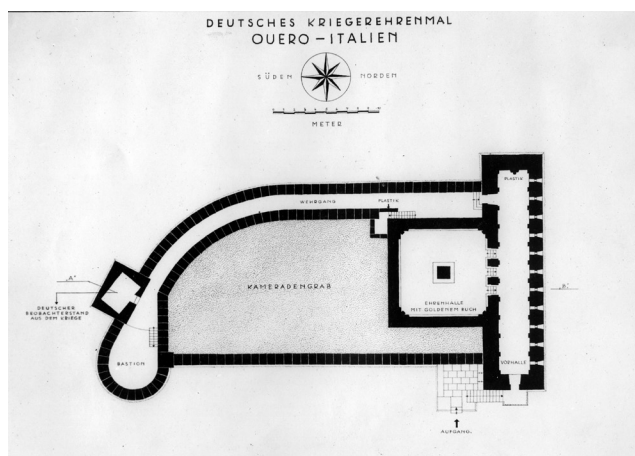 DEUTSCHES KRIEGEREHRENMAL
QUERO–ITALIEN
SÜDEN
NORDEN
METER
PLASTIK
WEHRGANG
PLASTIK
KAMERADENGRAB
EHRENHALLE
MIT GOLDENEM BUCH
"A"
DEUTSCHER
BEOBACHTERSTAND
AUS DEM KRIEGE
BASTION
"B"
VORHALLE
AUFGANG.